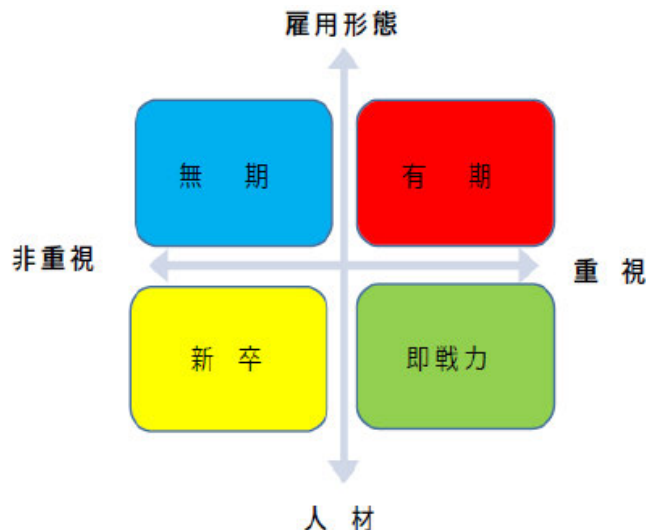 雇用形態
無 期
有 期
非重視
重 視
新 卒
即戦力
人 材